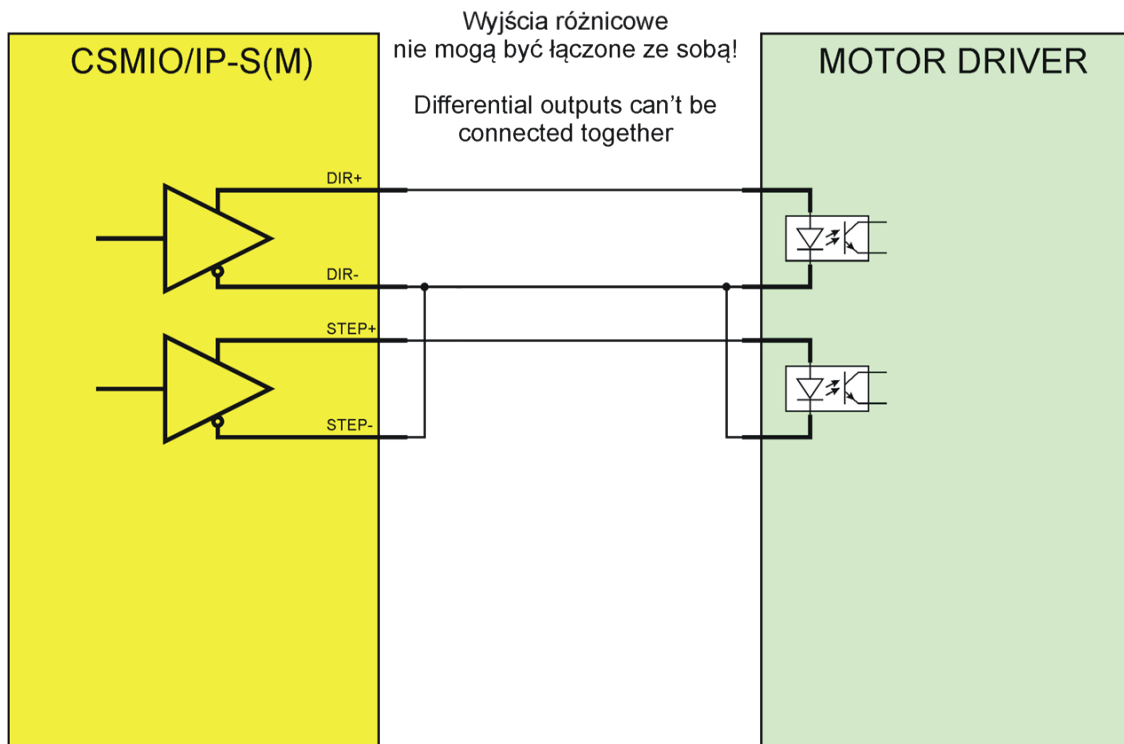 Wyjścia różnicowe
nie mogą być łączone ze sobą!
CSMIO/IP-S(M)
MOTOR DRIVER
Differential outputs can't be
connected together
DIR+
DIR-
STEP+
STEP-